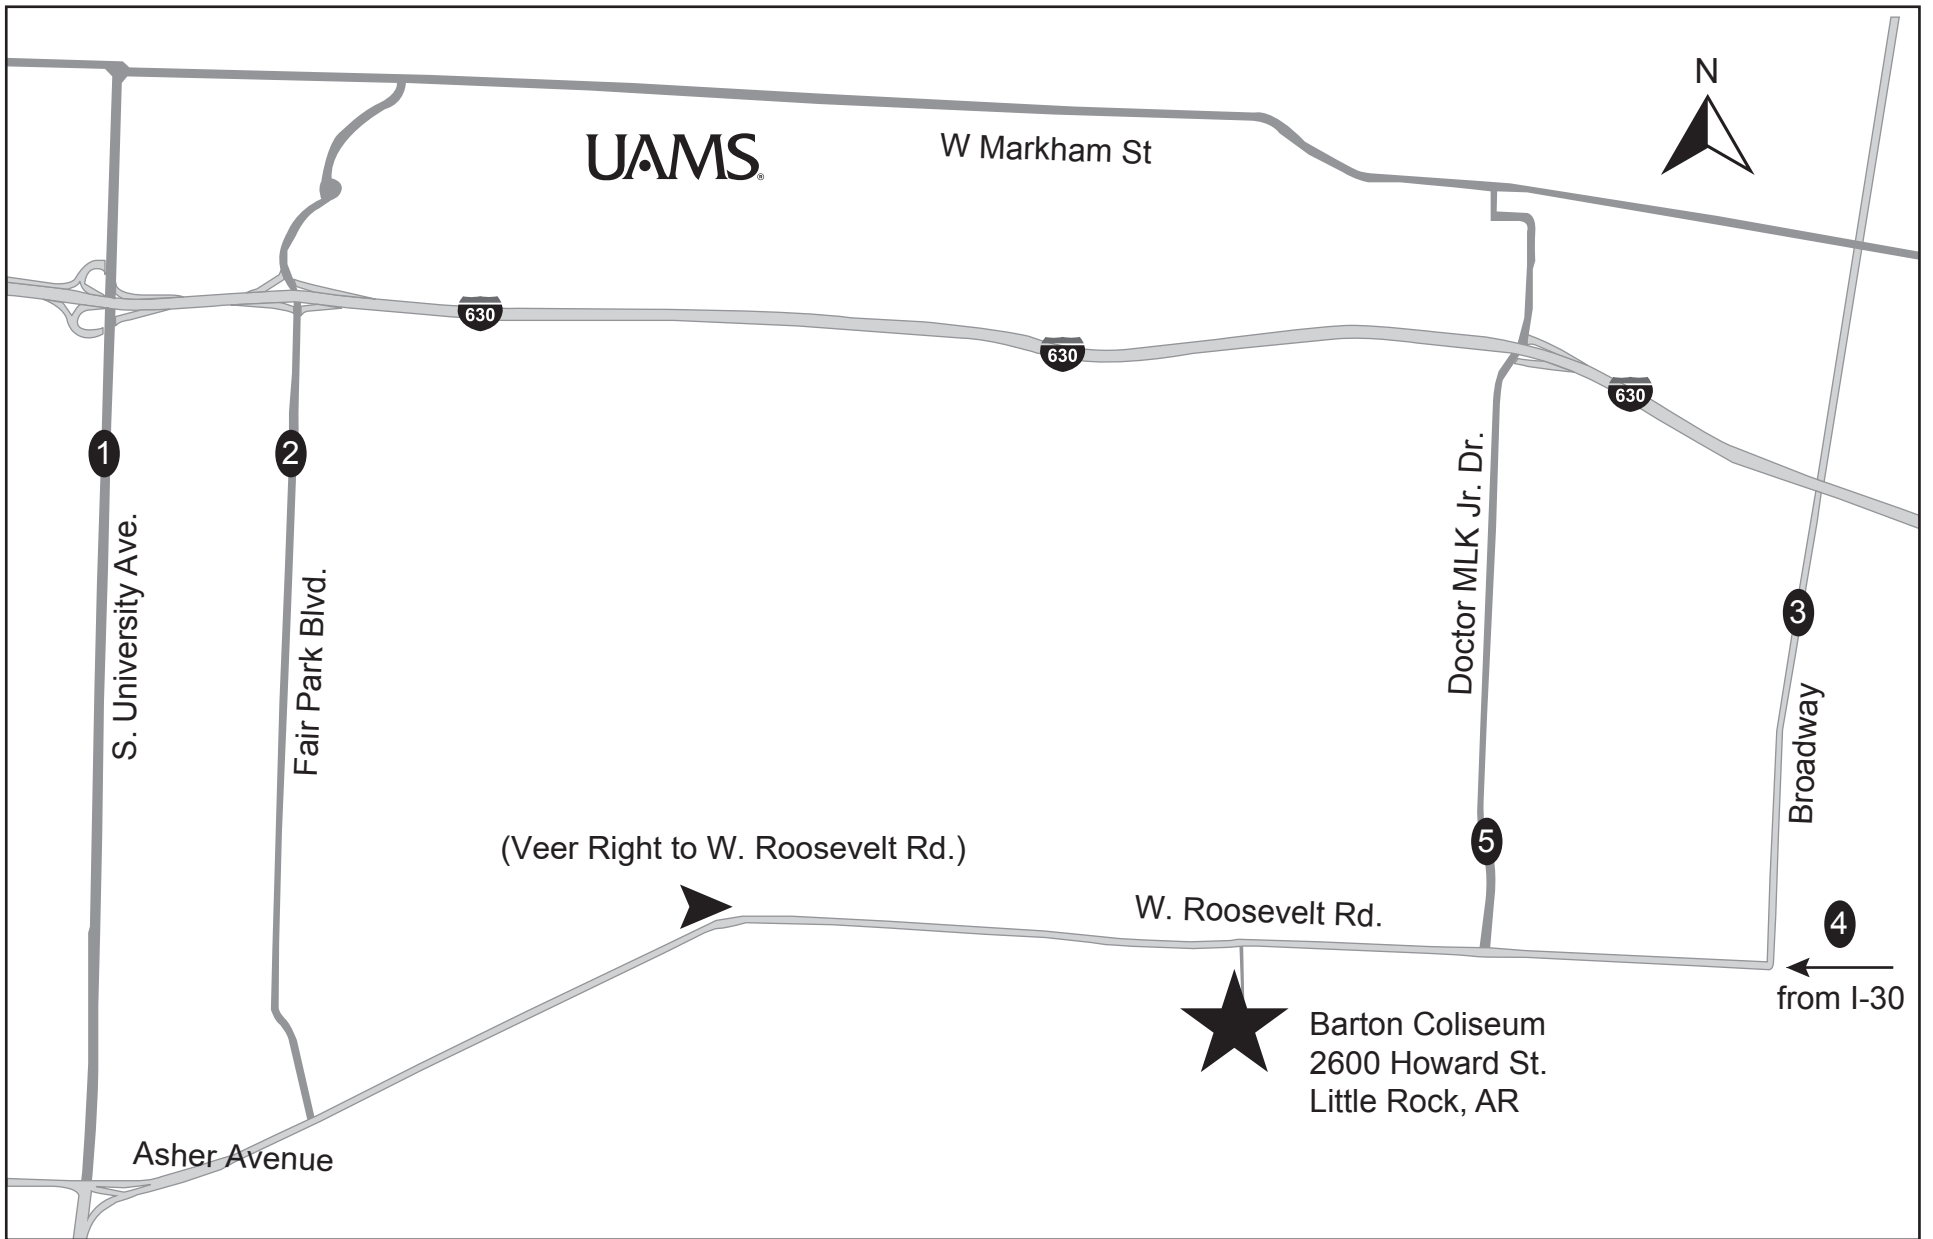 N
UAMS®
W Markham St
630
630
630
1
2
S. University Ave.
Fair Park Blvd.
Doctor MLK Jr. Dr.
3
Broadway
(Veer Right to W. Roosevelt Rd.)
5
W. Roosevelt Rd.
4
from I-30
Barton Coliseum
2600 Howard St.
Little Rock, AR
Asher Avenue